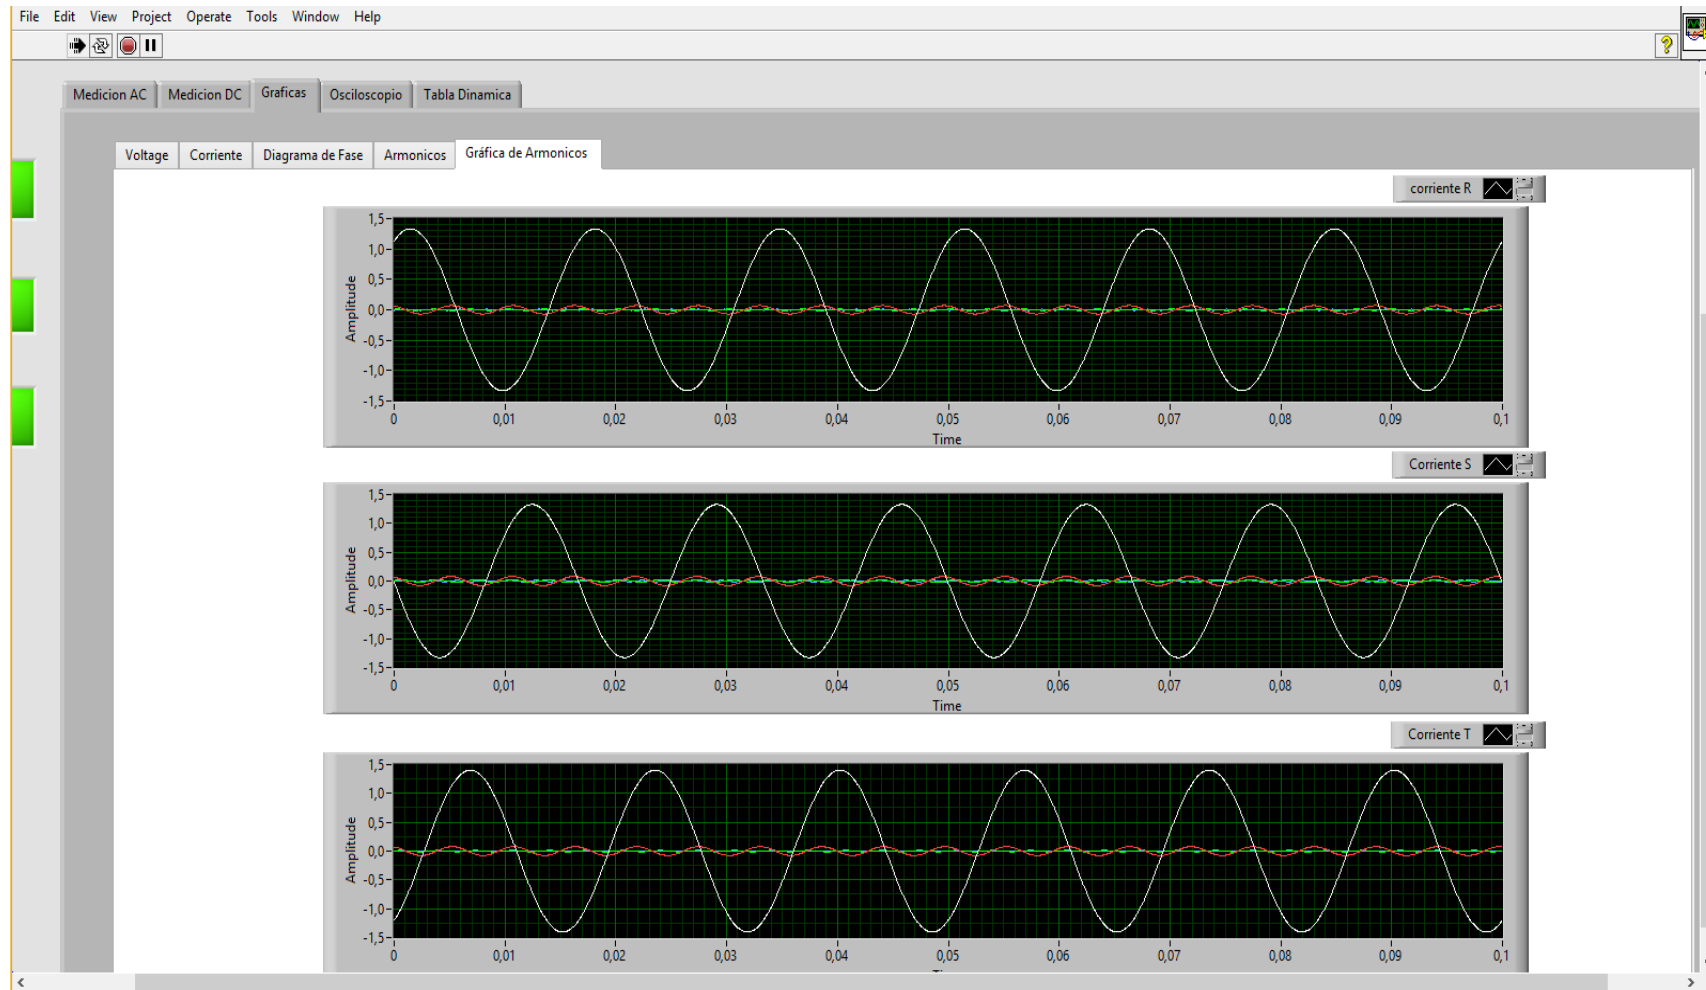 File Edit View Project Operate Tools Window Help
Medicion AC Medicion DC Graficas Osciloscopio Tabla Dinamica
Voltage Corriente Diagrama de Fase Armonicos Gráfica de Armonicos
corriente R
Amplitude
1,5
1,0
0,5
0,0
-0,5
-1,0
-1,5
0 0,01 0,02 0,03 0,04 0,05 0,06 0,07 0,08 0,09 0,1
Time
Corriente S
Amplitude
1,5
1,0
0,5
0,0
-0,5
-1,0
-1,5
0 0,01 0,02 0,03 0,04 0,05 0,06 0,07 0,08 0,09 0,1
Time
Corriente T
Amplitude
1,5
1,0
0,5
0,0
-0,5
-1,0
-1,5
0 0,01 0,02 0,03 0,04 0,05 0,06 0,07 0,08 0,09 0,1